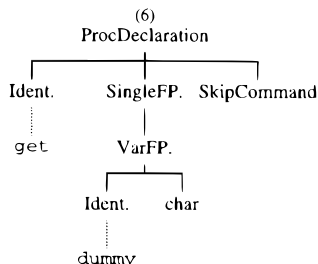 (6)
ProcDeclaration
Ident. SingleFP. SkipCommand
get VarFP.
Ident. char
dummy